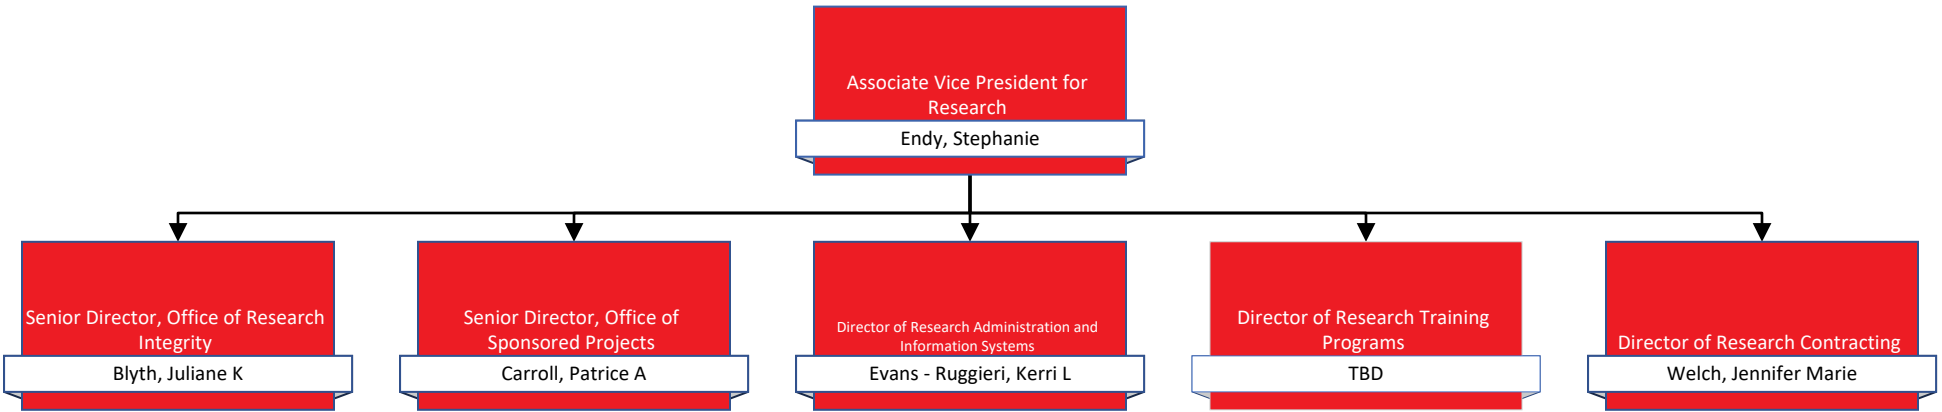 Associate Vice President for
Research
Endy, Stephanie
Senior Director, Office of Research
Integrity
Blyth, Juliane K
Senior Director, Office of
Sponsored Projects
Carroll, Patrice A
Director of Research Administration and
Information Systems
Evans - Ruggieri, Kerri L
Director of Research Training
Programs
TBD
Director of Research Contracting
Welch, Jennifer Marie